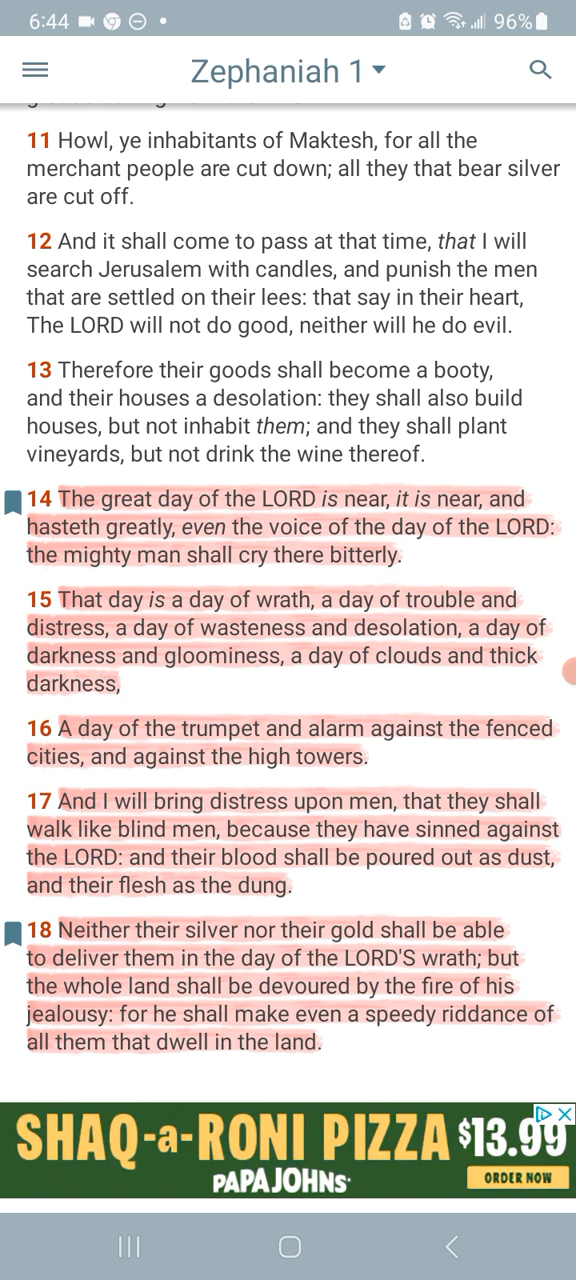 6:44 96%
Zephaniah 1
11 Howl, ye inhabitants of Maktesh, for all the
merchant people are cut down; all they that bear silver
are cut off.
12 And it shall come to pass at that time, that I will
search Jerusalem with candles, and punish the men
that are settled on their lees: that say in their heart,
The LORD will not do good, neither will he do evil.
13 Therefore their goods shall become a booty,
and their houses a desolation: they shall also build
houses, but not inhabit them; and they shall plant
vineyards, but not drink the wine thereof.
14 The great day of the LORD is near, it is near, and
hasteth greatly, even the voice of the day of the LORD:
the mighty man shall cry there bitterly.
15 That day is a day of wrath, a day of trouble and
distress, a day of wasteness and desolation, a day of
darkness and gloominess, a day of clouds and thick
darkness,
16 A day of the trumpet and alarm against the fenced
cities, and against the high towers.
17 And I will bring distress upon men, that they shall
walk like blind men, because they have sinned against
the LORD: and their blood shall be poured out as dust,
and their flesh as the dung.
18 Neither their silver nor their gold shall be able
to deliver them in the day of the LORD'S wrath; but
the whole land shall be devoured by the fire of his
jealousy: for he shall make even a speedy riddance of
all them that dwell in the land.
SHAQ-a-RONI PIZZA $13.99
PAPA JOHNS ORDER NOW